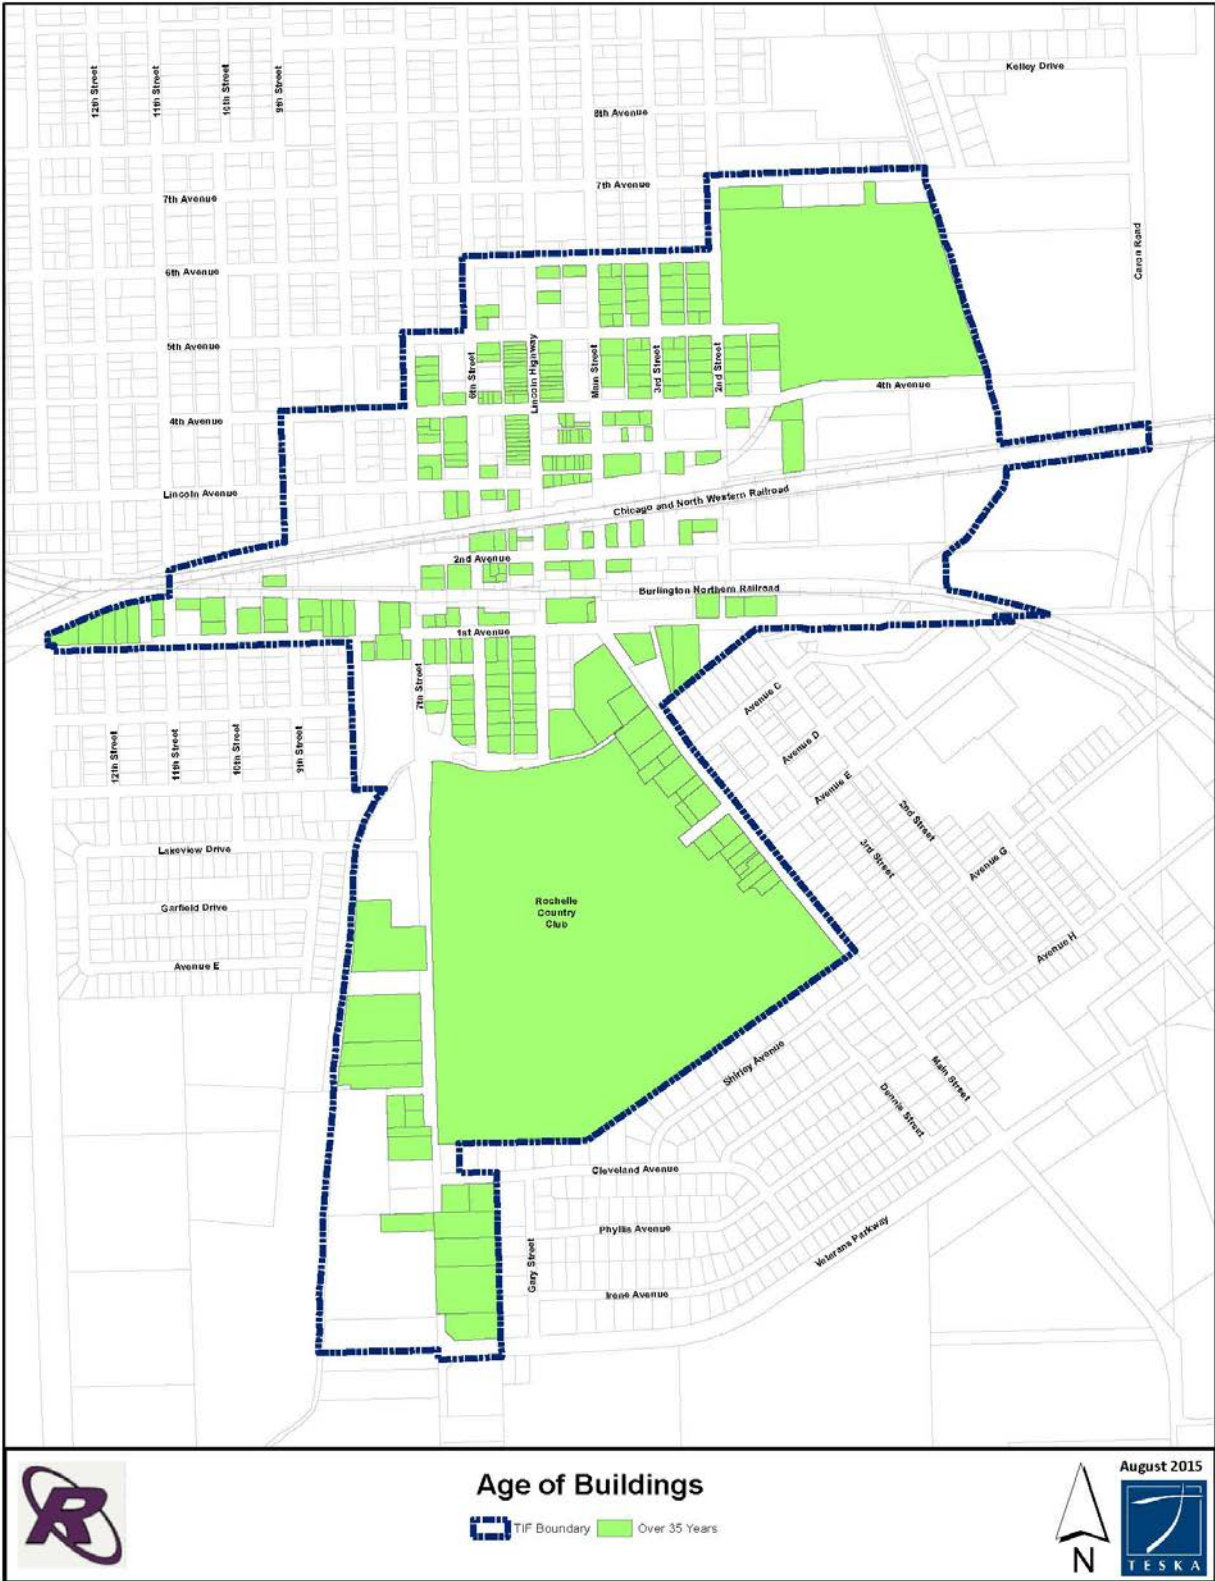 Kelley Drive
12th Street
11th Street
10th Street
9th Street
8th Avenue
7th Avenue
7th Avenue
Caron Road
6th Avenue
5th Avenue
6th Street
Lincoln Highway
Main Street
3rd Street
2nd Street
4th Avenue
4th Avenue
Lincoln Avenue
Chicago and North Western Railroad
2nd Avenue
Burlington Northern Railroad
1st Avenue
7th Street
Avenue C
12th Street
11th Street
10th Street
9th Street
Avenue D
Avenue E
2nd Street
Lakeview Drive
3rd Street
Avenue G
Garfield Drive
Rochelle
Country
Club
Avenue H
Avenue E
Shirley Avenue
Main Street
Dennis Street
Cleveland Avenue
Phyllis Avenue
Veterans Parkway
Gary Street
Irene Avenue
R
Age of Buildings
TIF Boundary
Over 35 Years
N
August 2015
TESKA